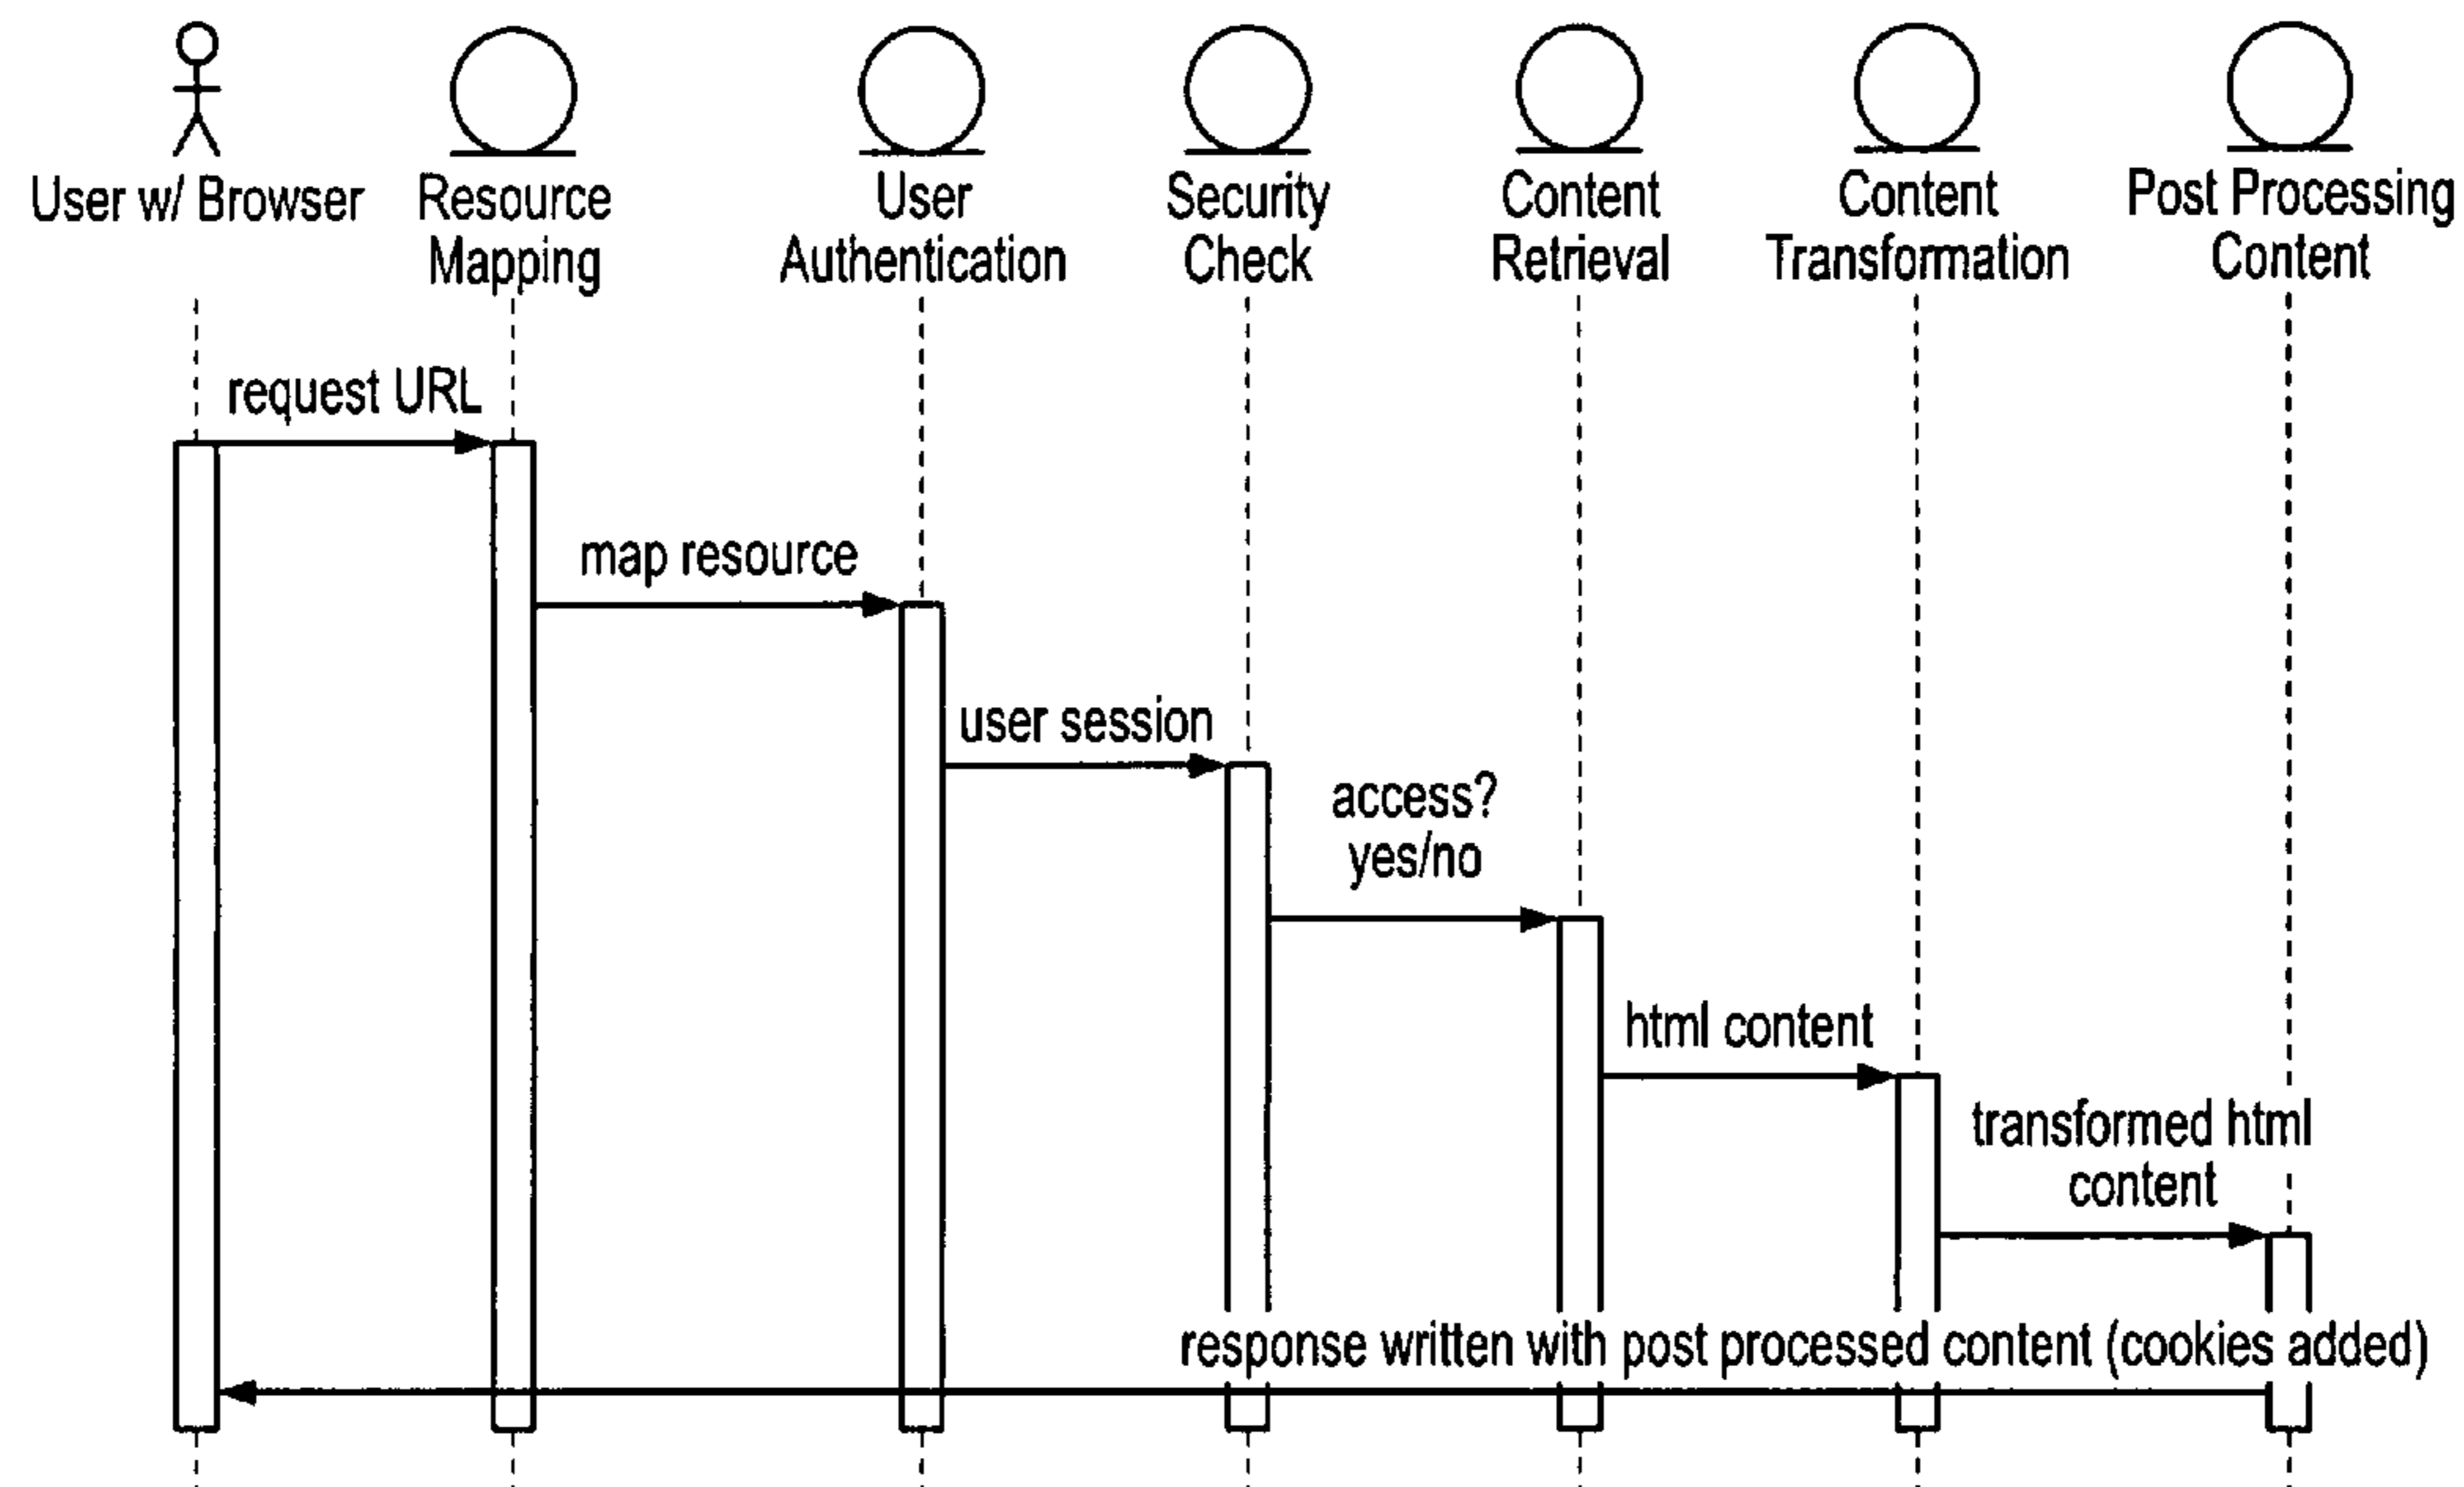 User w/ Browser
Resource
Mapping
User
Authentication
Security
Check
Content
Retrieval
Content
Transformation
Post Processing
Content
request URL
map resource
user session
access?
yes/no
html content
transformed html
content
response written with post processed content (cookies added)